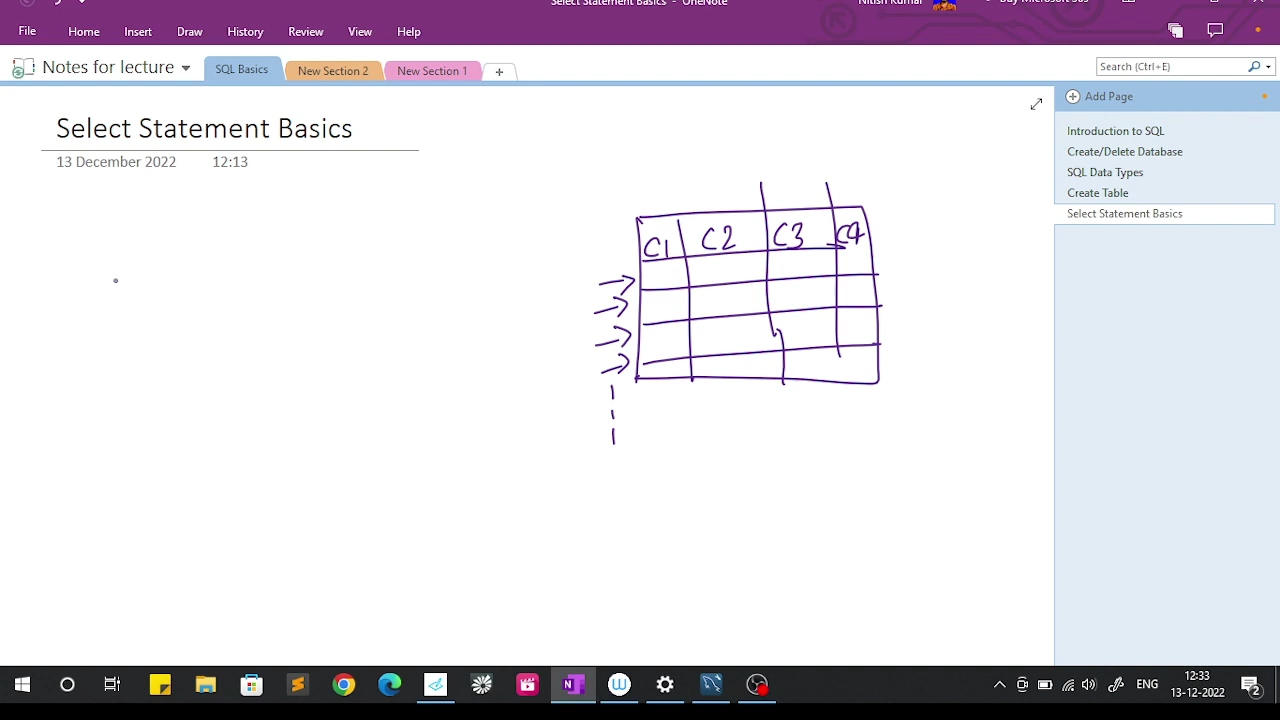 Select Statement Basics - OneNote
Nitish Kumar
File Home Insert Draw History Review View Help
Notes for lecture
SQL Basics
New Section 2
New Section 1
Search (Ctrl+E)
Add Page
Select Statement Basics
13 December 2022 12:13
Introduction to SQL
Create/Delete Database
SQL Data Types
Create Table
Select Statement Basics
C1 C2 C3 C4
ENG
12:33
13-12-2022
2